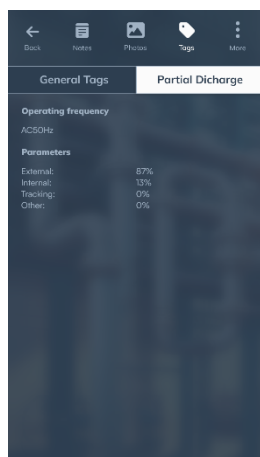 Back Notes Photos Tags More
General Tags Partial Dicharge
Operating frequency
AC50Hz
Parameters
External: 87%
Internal: 13%
Tracking: 0%
Other: 0%